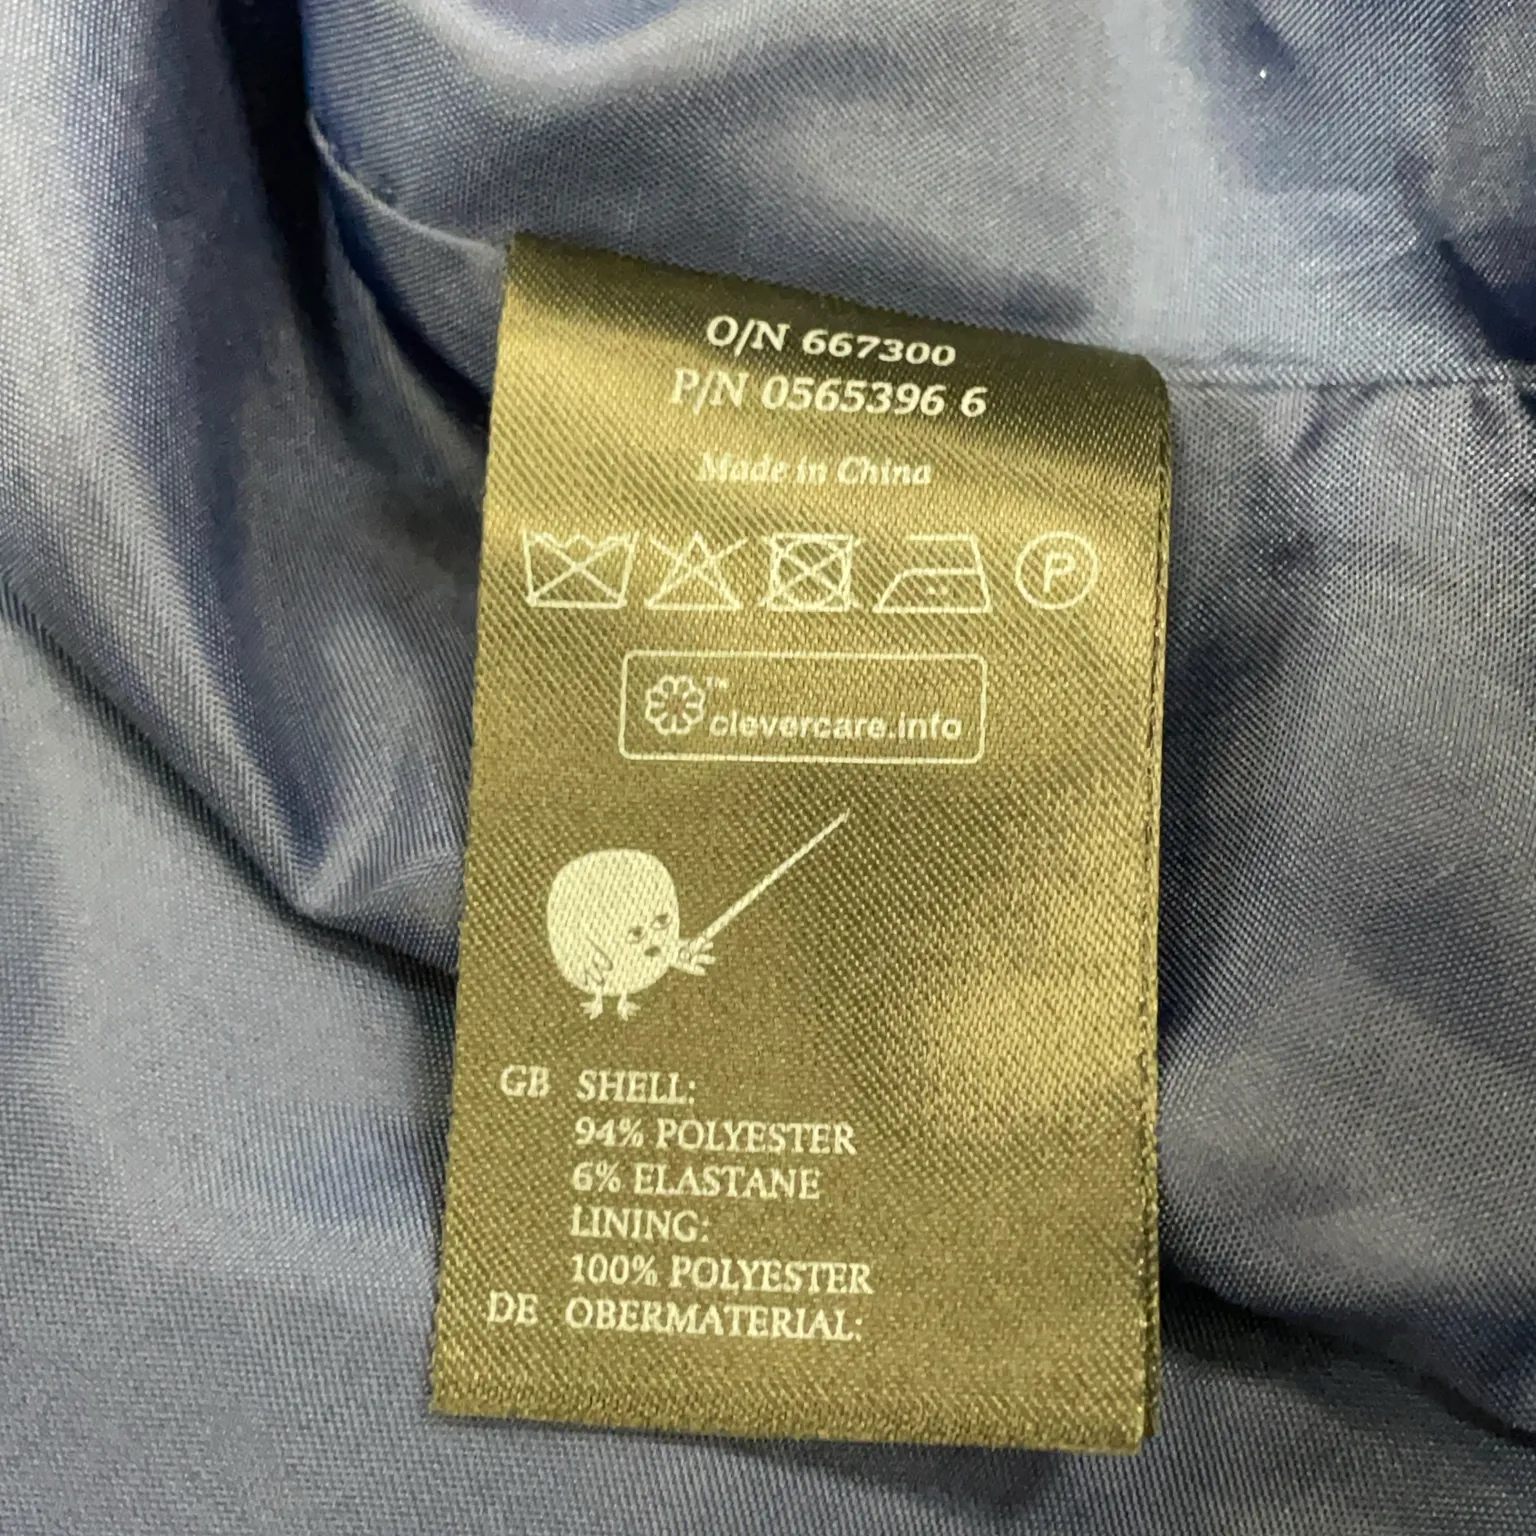 O/N 667300
P/N 0565396 6
Made in China
P
™
clevercare.info
GB SHELL:
94% POLYESTER
6% ELASTANE
LINING:
100% POLYESTER
DE OBERMATERIAL: